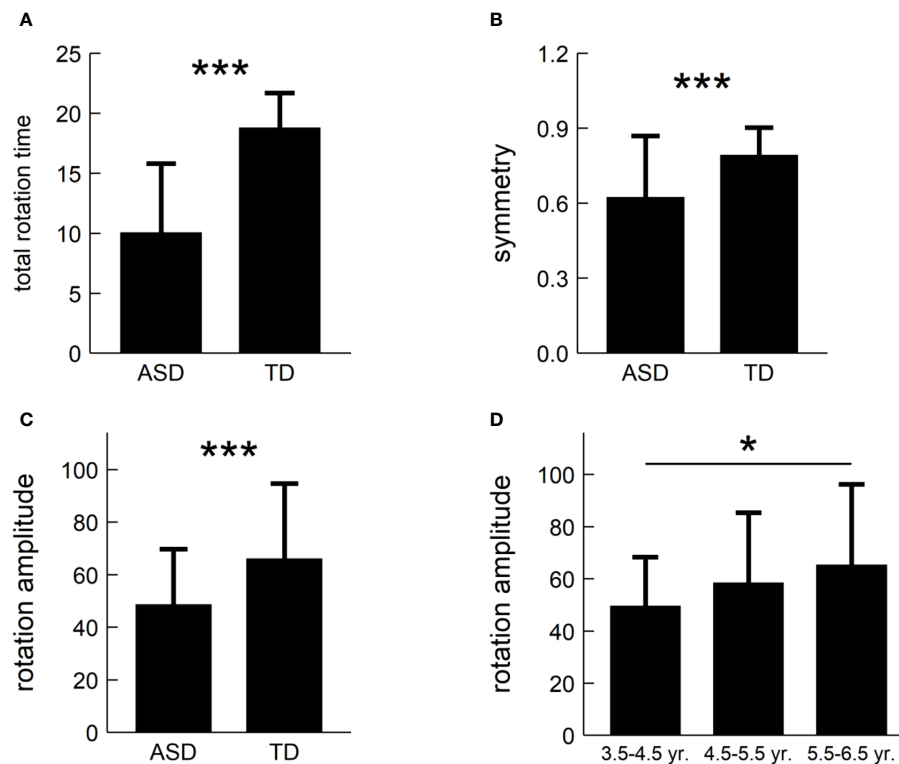 A
total rotation time
25
20
15
10
5
0
***
ASD TD
B
symmetry
1.2
0.9
0.6
0.3
0.0
***
ASD TD
C
rotation amplitude
100
80
60
40
20
0
***
ASD TD
D
rotation amplitude
100
80
60
40
20
0
*
3.5-4.5 yr. 4.5-5.5 yr. 5.5-6.5 yr.